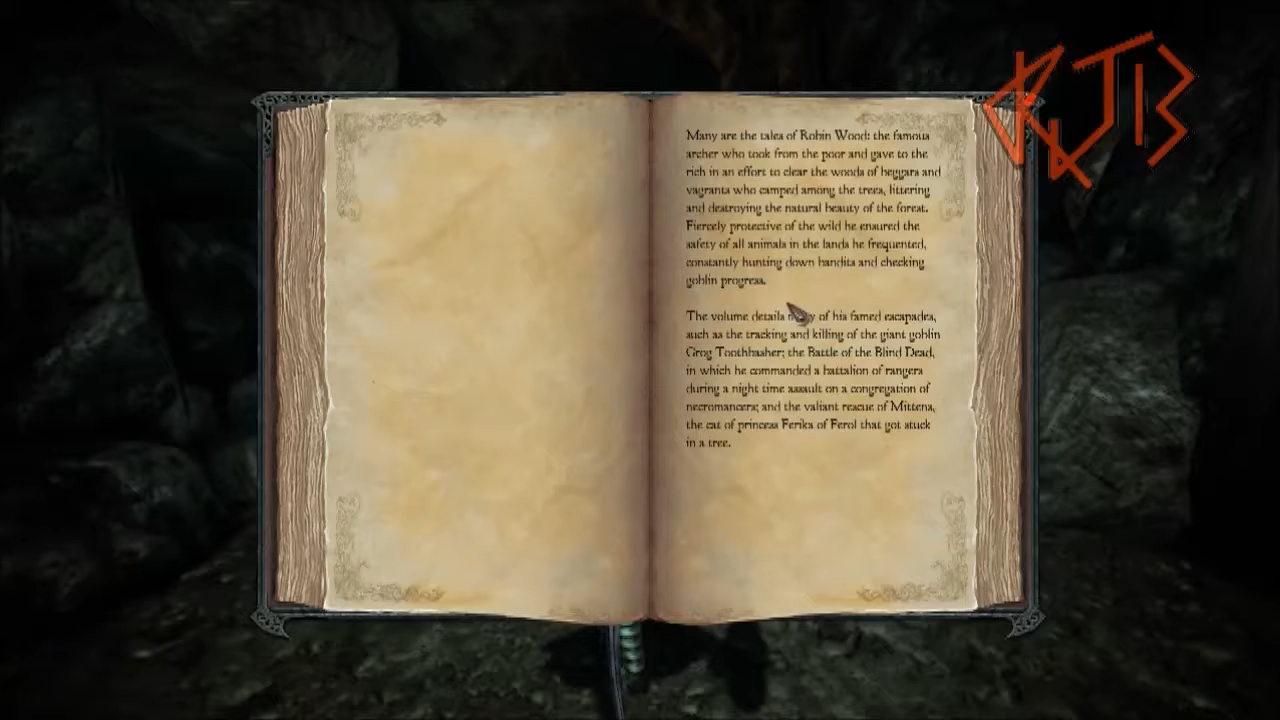 KJB
Many are the tales of Robin Wood: the famous
archer who took from the poor and gave to the
rich in an effort to clear the woods of beggars and
vagrants who camped among the trees, littering
and destroying the natural beauty of the forest.
Fiercely protective of the wild he ensured the
safety of all animals in the lands he frequented,
constantly hunting down bandits and checking
goblin progress.
The volume details of his famed escapades,
such as the tracking and killing of the giant goblin
Grog Toothbasher; the Battle of the Blind Dead,
in which he commanded a battalion of rangers
during a night time assault on a congregation of
necromancers; and the valiant rescue of Mittens,
the cat of princess Ferika of Ferol that got stuck
in a tree.